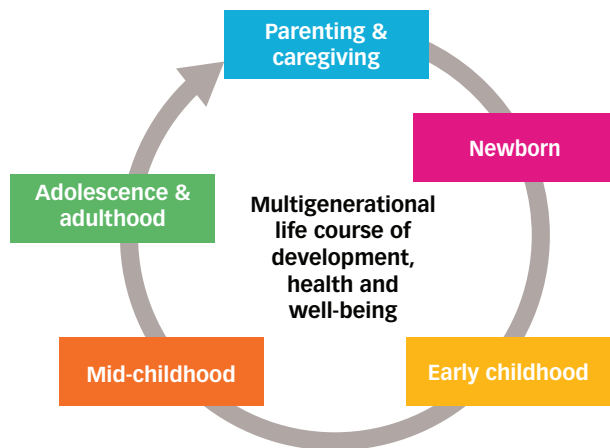 Parenting &
caregiving
Newborn
Adolescence &
adulthood
Multigenerational
life course of
development,
health and
well-being
Mid-childhood
Early childhood